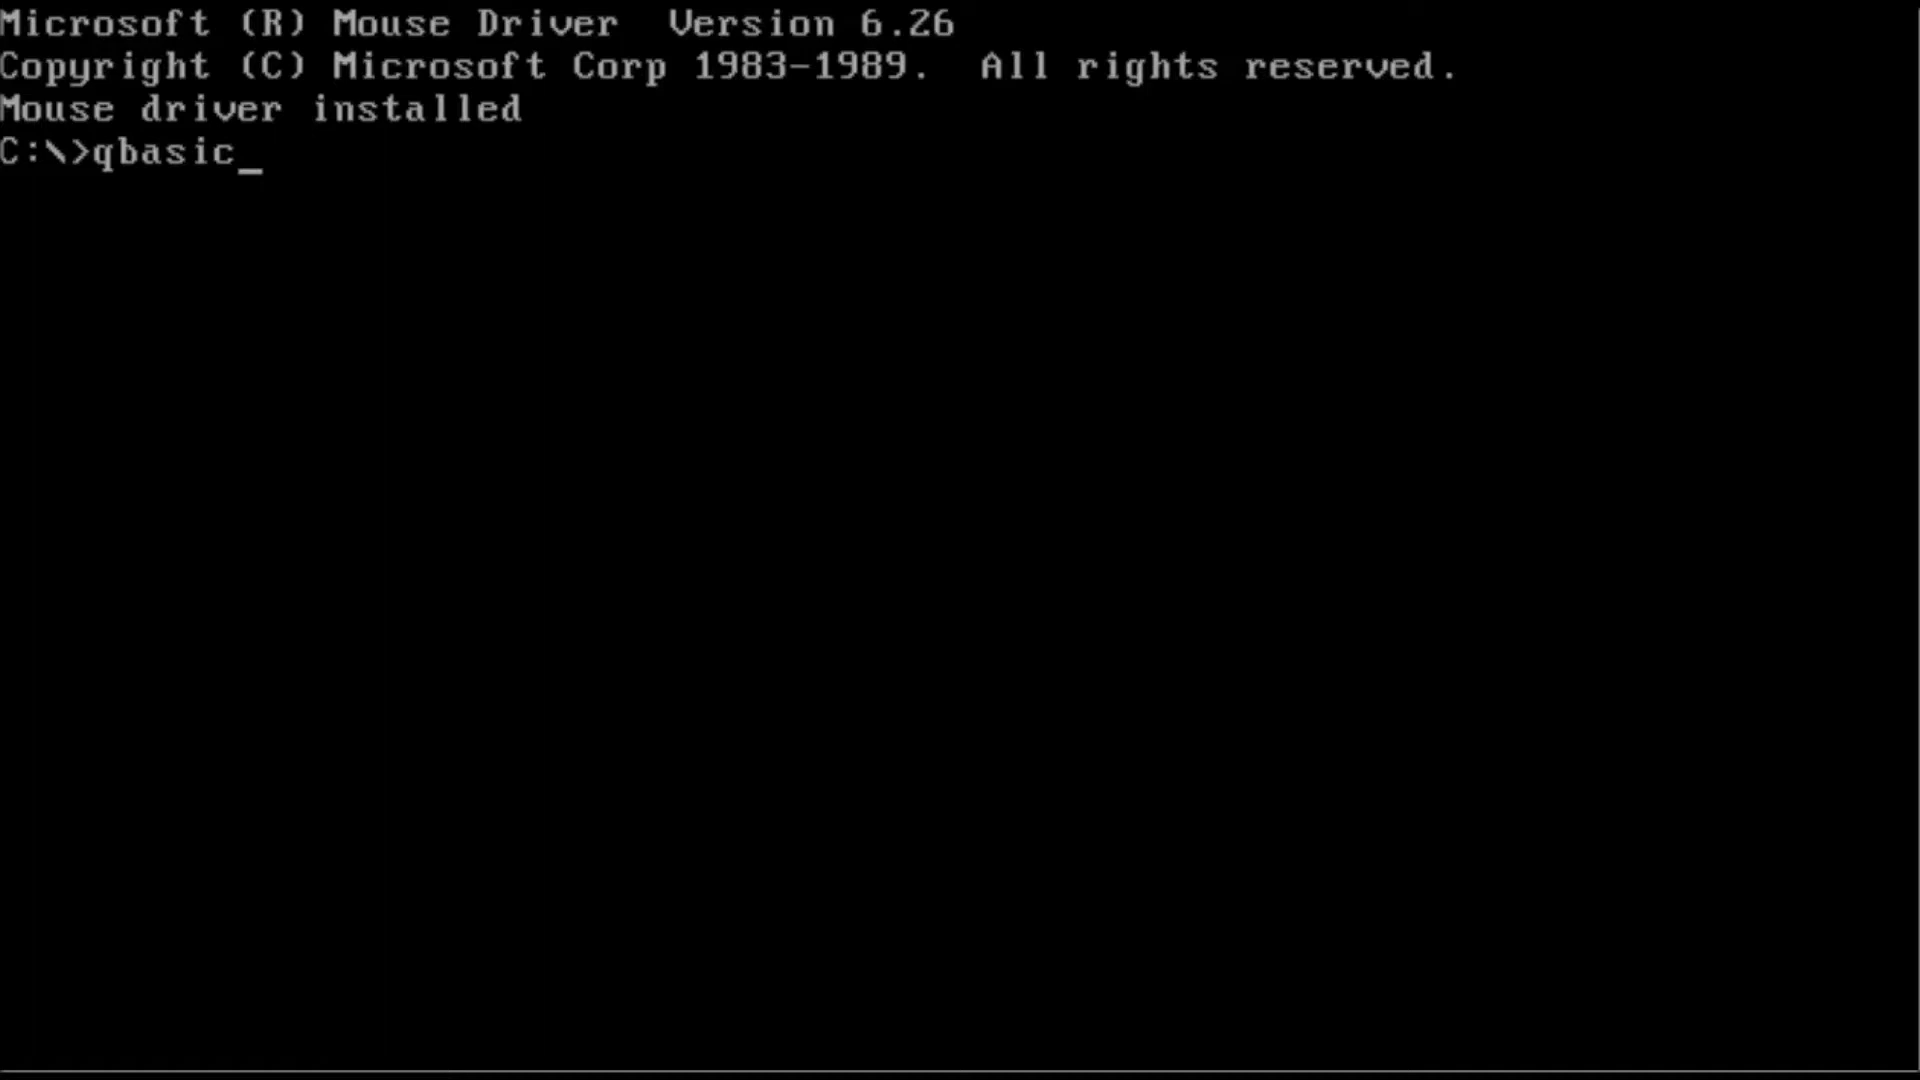 Microsoft (R) Mouse Driver  Version 6.26
Copyright (C) Microsoft Corp 1983-1989.  All rights reserved.
Mouse driver installed
C:\>qbasic_